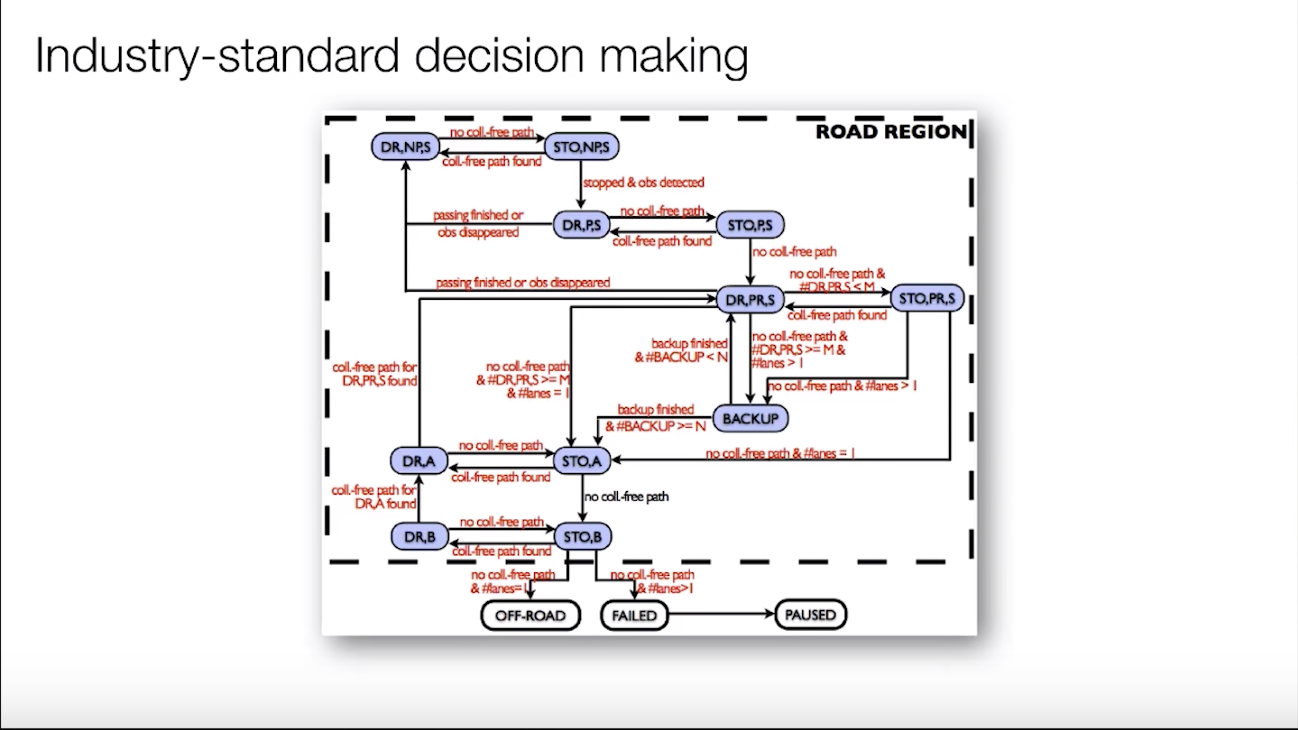 Industry-standard decision making
ROAD REGION
DR,NP,S
no coll.-free path
coll.-free path found
STO,NP,S
stopped & obs detected
passing finished or
obs disappeared
DR,P,S
no coll.-free path
coll.-free path found
STO,P,S
no coll.-free path
passing finished or obs disappeared
DR,PR,S
no coll.-free path &
#DR,PR,S < M
coll.-free path found
STO,PR,S
coll.-free path for
DR,PR,S found
no coll.-free path
& #DR,PR,S >= M
& #lanes = 1
backup finished
& #BACKUP < N
no coll.-free path &
#DR,PR,S >= M &
#lanes > 1
no coll.-free path & #lanes > 1
backup finished
& #BACKUP >= N
BACKUP
no coll.-free path & #lanes = 1
DR,A
no coll.-free path
coll.-free path found
STO,A
coll.-free path for
DR,A found
no coll.-free path
DR,B
no coll.-free path
coll.-free path found
STO,B
no coll.-free path
& #lanes=1
no coll.-free path
& #lanes>1
OFF-ROAD
FAILED
PAUSED